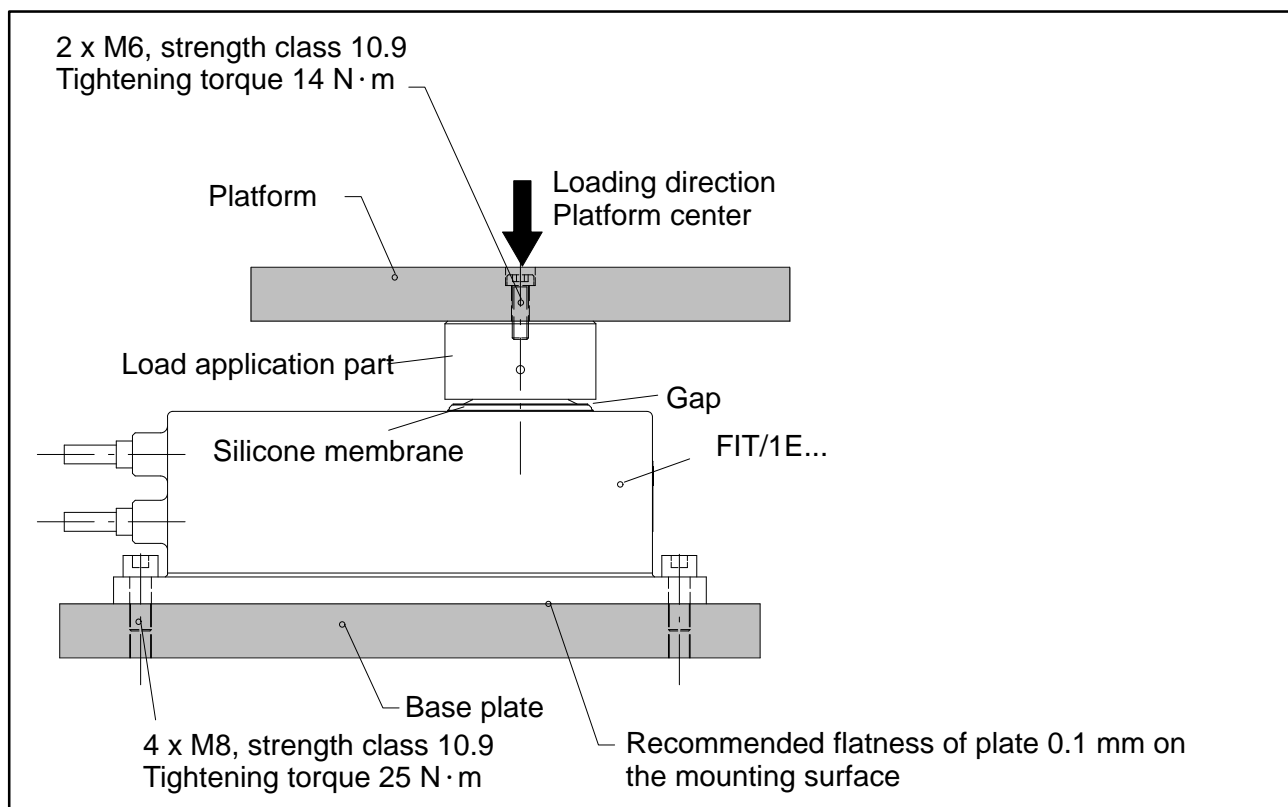 2 x M6, strength class 10.9
Tightening torque 14 N·m
Loading direction
Platform center
Platform
Load application part
Gap
Silicone membrane
FIT/1E...
Base plate
4 x M8, strength class 10.9
Tightening torque 25 N·m
Recommended flatness of plate 0.1 mm on
the mounting surface